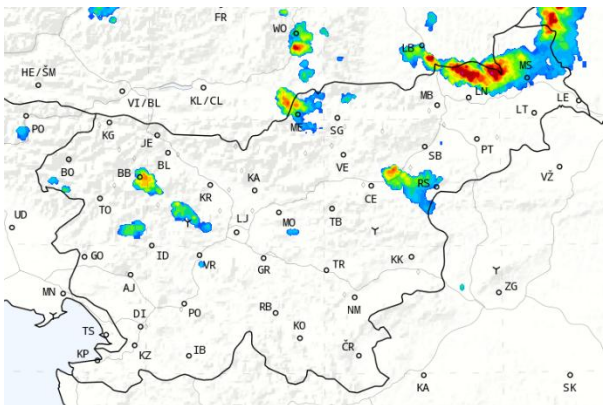 FR
WO
LB
HE/ŠM
VI/BL
KL/CL
MS
LN
LE
MB
LT
PO
KG
JE
ME
SG
PT
BL
SB
BO
BB
VE
VŽ
KR
KA
CE
RS
TO
MO
TB
UD
LJ
GO
ID
VR
GR
KK
AJ
TR
MN
ZG
DI
PO
RB
NM
TS
KO
KP
KZ
IB
ČR
KA
SK